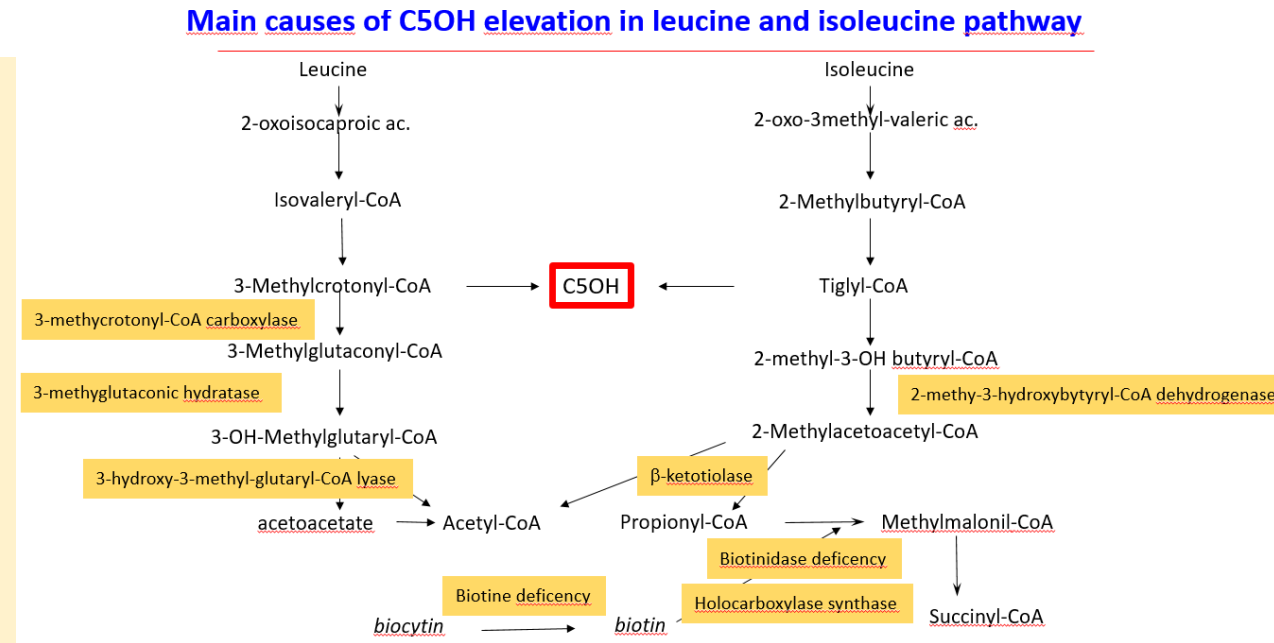 Main causes of C5OH elevation in leucine and isoleucine pathway
Leucine
Isoleucine
2-oxoisocaproic ac.
2-oxo-3methyl-valeric ac.
Isovaleryl-CoA
2-Methylbutyryl-CoA
3-Methylcrotonyl-CoA
C5OH
Tiglyl-CoA
3-methycrotonyl-CoA carboxylase
3-Methylglutaconyl-CoA
2-methyl-3-OH butyryl-CoA
3-methyglutaconic hydratase
2-methy-3-hydroxybytyryl-CoA dehydrogenase
3-OH-Methylglutaryl-CoA
2-Methylacetoacetyl-CoA
3-hydroxy-3-methyl-glutaryl-CoA lyase
β-ketotiolase
acetoacetate
Acetyl-CoA
Propionyl-CoA
Methylmalonil-CoA
Biotinidase deficency
Biotine deficency
Holocarboxylase synthase
Succinyl-CoA
biocytin
biotin